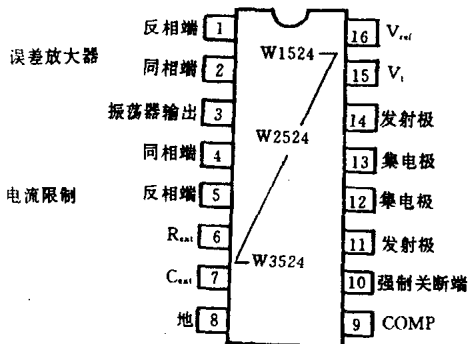 误差放大器
反相端 1
同相端 2
振荡器输出 3
电流限制
同相端 4
反相端 5
Rext 6
Cext 7
地 8
W1524
W2524
W3524
16 Vref
15 V1
14 发射极
13 集电极
12 集电极
11 发射极
10 强制关断端
9 COMP